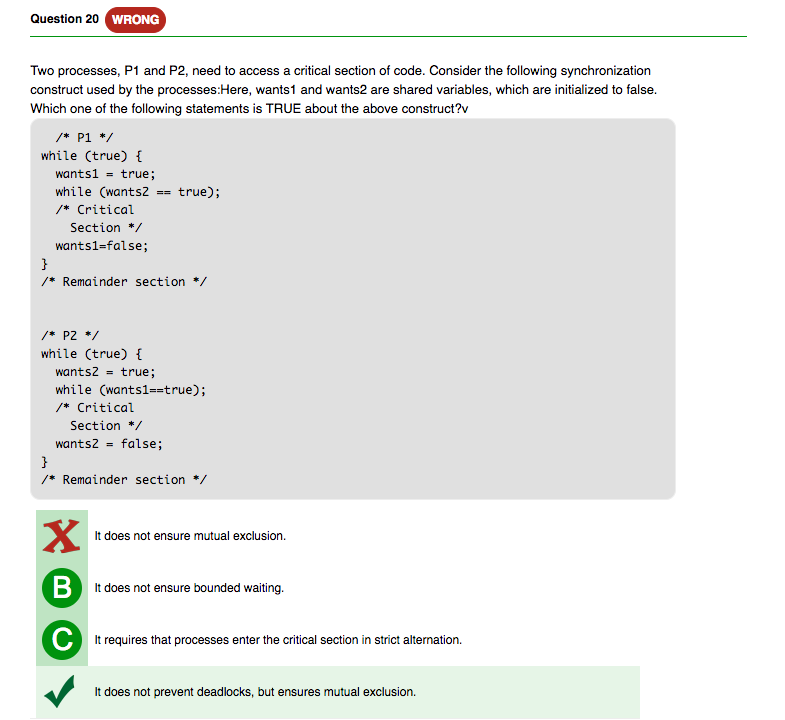 Question 20 WRONG
Two processes, P1 and P2, need to access a critical section of code. Consider the following synchronization
construct used by the processes:Here, wants1 and wants2 are shared variables, which are initialized to false.
Which one of the following statements is TRUE about the above construct?v
/* P1 */
while (true) {
wants1 = true;
while (wants2 == true);
/* Critical
Section */
wants1=false;
}
/* Remainder section */
/* P2 */
while (true) {
wants2 = true;
while (wants1==true);
/* Critical
Section */
wants2 = false;
}
/* Remainder section */
X It does not ensure mutual exclusion.
B It does not ensure bounded waiting.
C It requires that processes enter the critical section in strict alternation.
It does not prevent deadlocks, but ensures mutual exclusion.